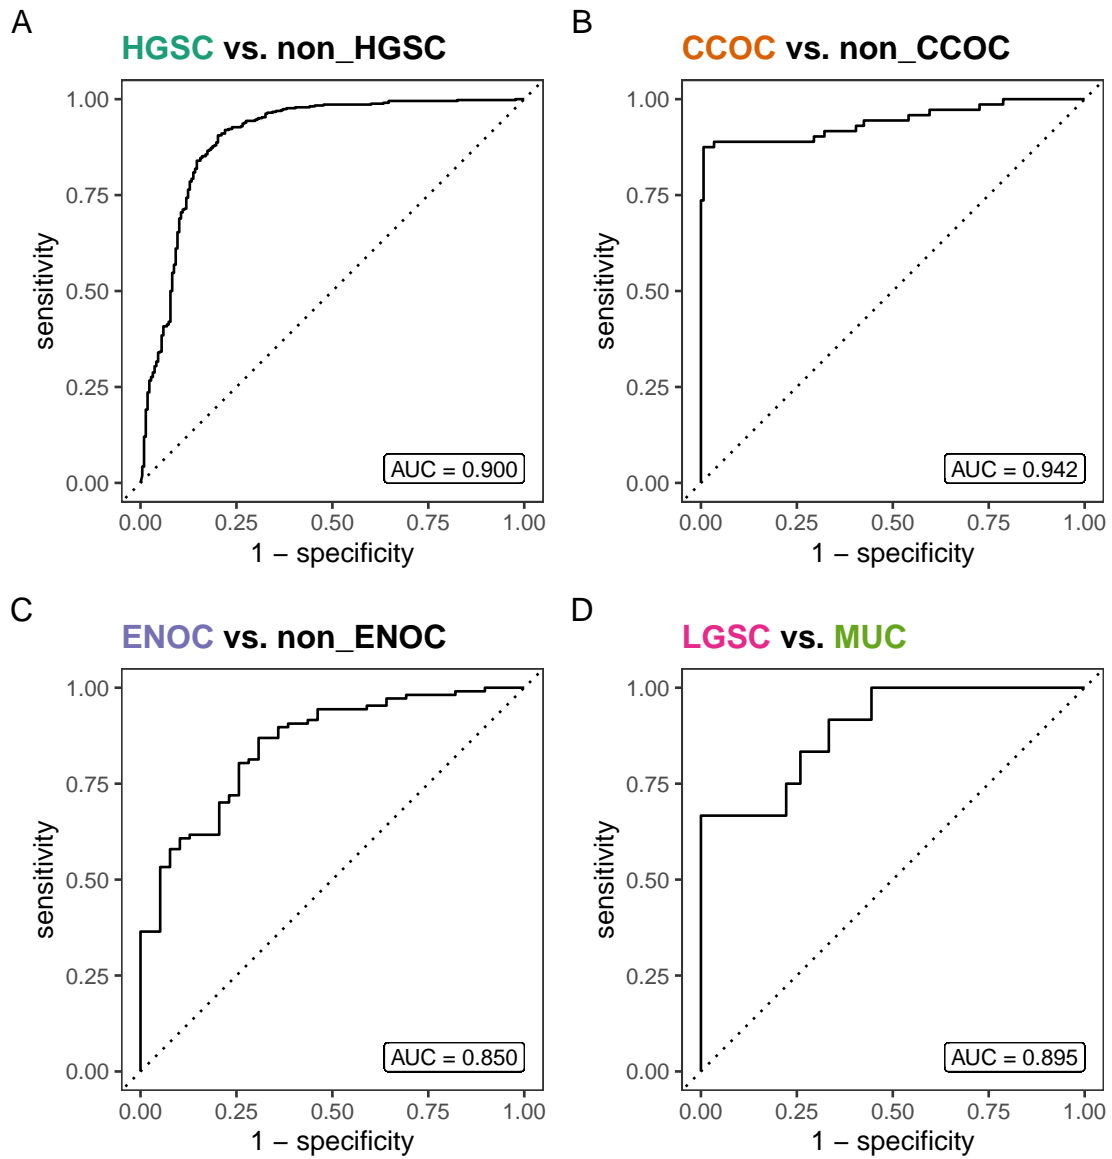 A
HGSC vs. non_HGSC
1.00
0.75
0.50
0.25
0.00
sensitivity
AUC = 0.900
0.00 0.25 0.50 0.75 1.00
1 − specificity
B
CCOC vs. non_CCOC
1.00
0.75
0.50
0.25
0.00
sensitivity
AUC = 0.942
0.00 0.25 0.50 0.75 1.00
1 − specificity
C
ENOC vs. non_ENOC
1.00
0.75
0.50
0.25
0.00
sensitivity
AUC = 0.850
0.00 0.25 0.50 0.75 1.00
1 − specificity
D
LGSC vs. MUC
1.00
0.75
0.50
0.25
0.00
sensitivity
AUC = 0.895
0.00 0.25 0.50 0.75 1.00
1 − specificity